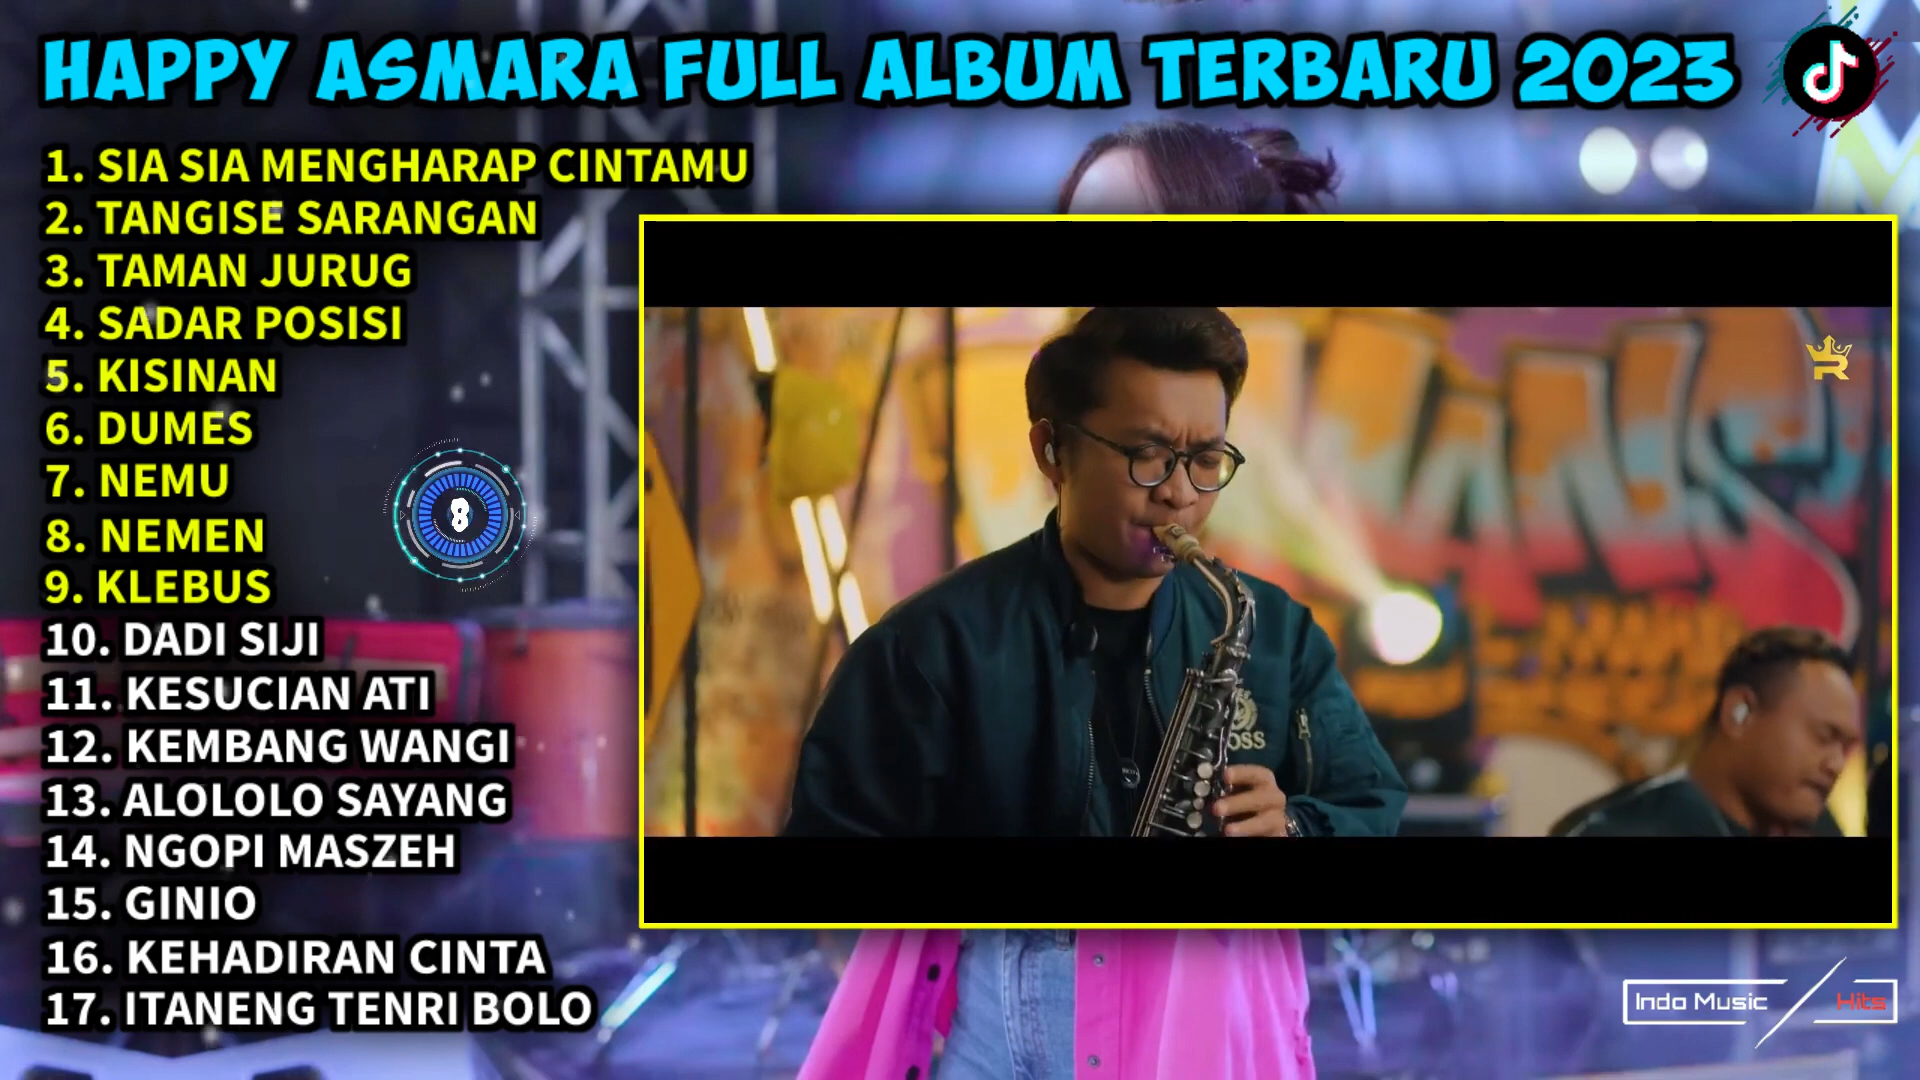 HAPPY ASMARA FULL ALBUM TERBARU 2023
1. SIA SIA MENGHARAP CINTAMU
2. TANGISE SARANGAN
3. TAMAN JURUG
4. SADAR POSISI
5. KISINAN
6. DUMES
7. NEMU
8. NEMEN
9. KLEBUS
10. DADI SIJI
11. KESUCIAN ATI
12. KEMBANG WANGI
13. ALOLOLO SAYANG
14. NGOPI MASZEH
15. GINIO
16. KEHADIRAN CINTA
17. ITANENG TENRI BOLO
8
R
OSS
Indo Music Hits